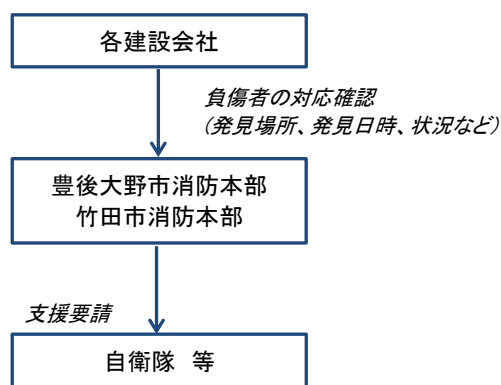 各建設会社
負傷者の対応確認
(発見場所、発見日時、状況など)
豊後大野市消防本部
竹田市消防本部
支援要請
自衛隊 等